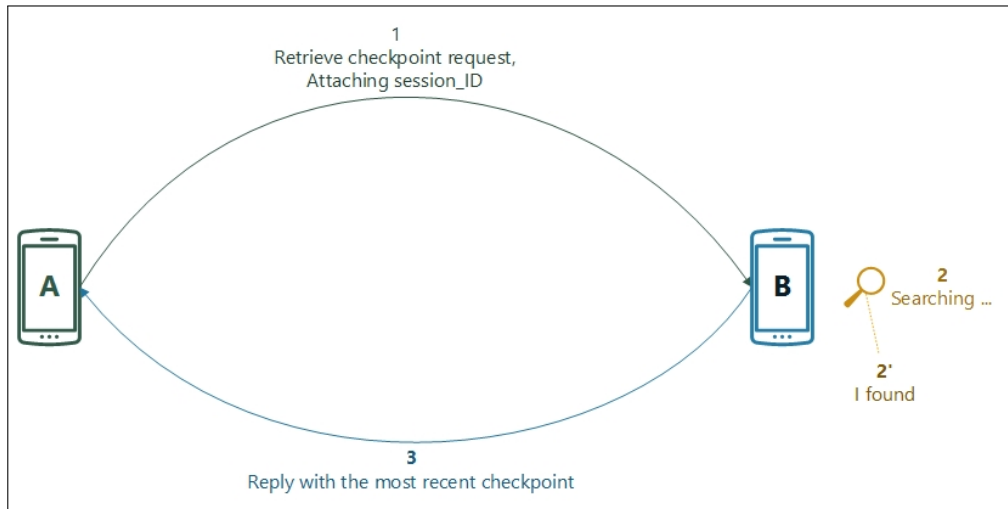 1
Retrieve checkpoint request,
Attaching session_ID
A
B
2
Searching ...
2'
I found
3
Reply with the most recent checkpoint